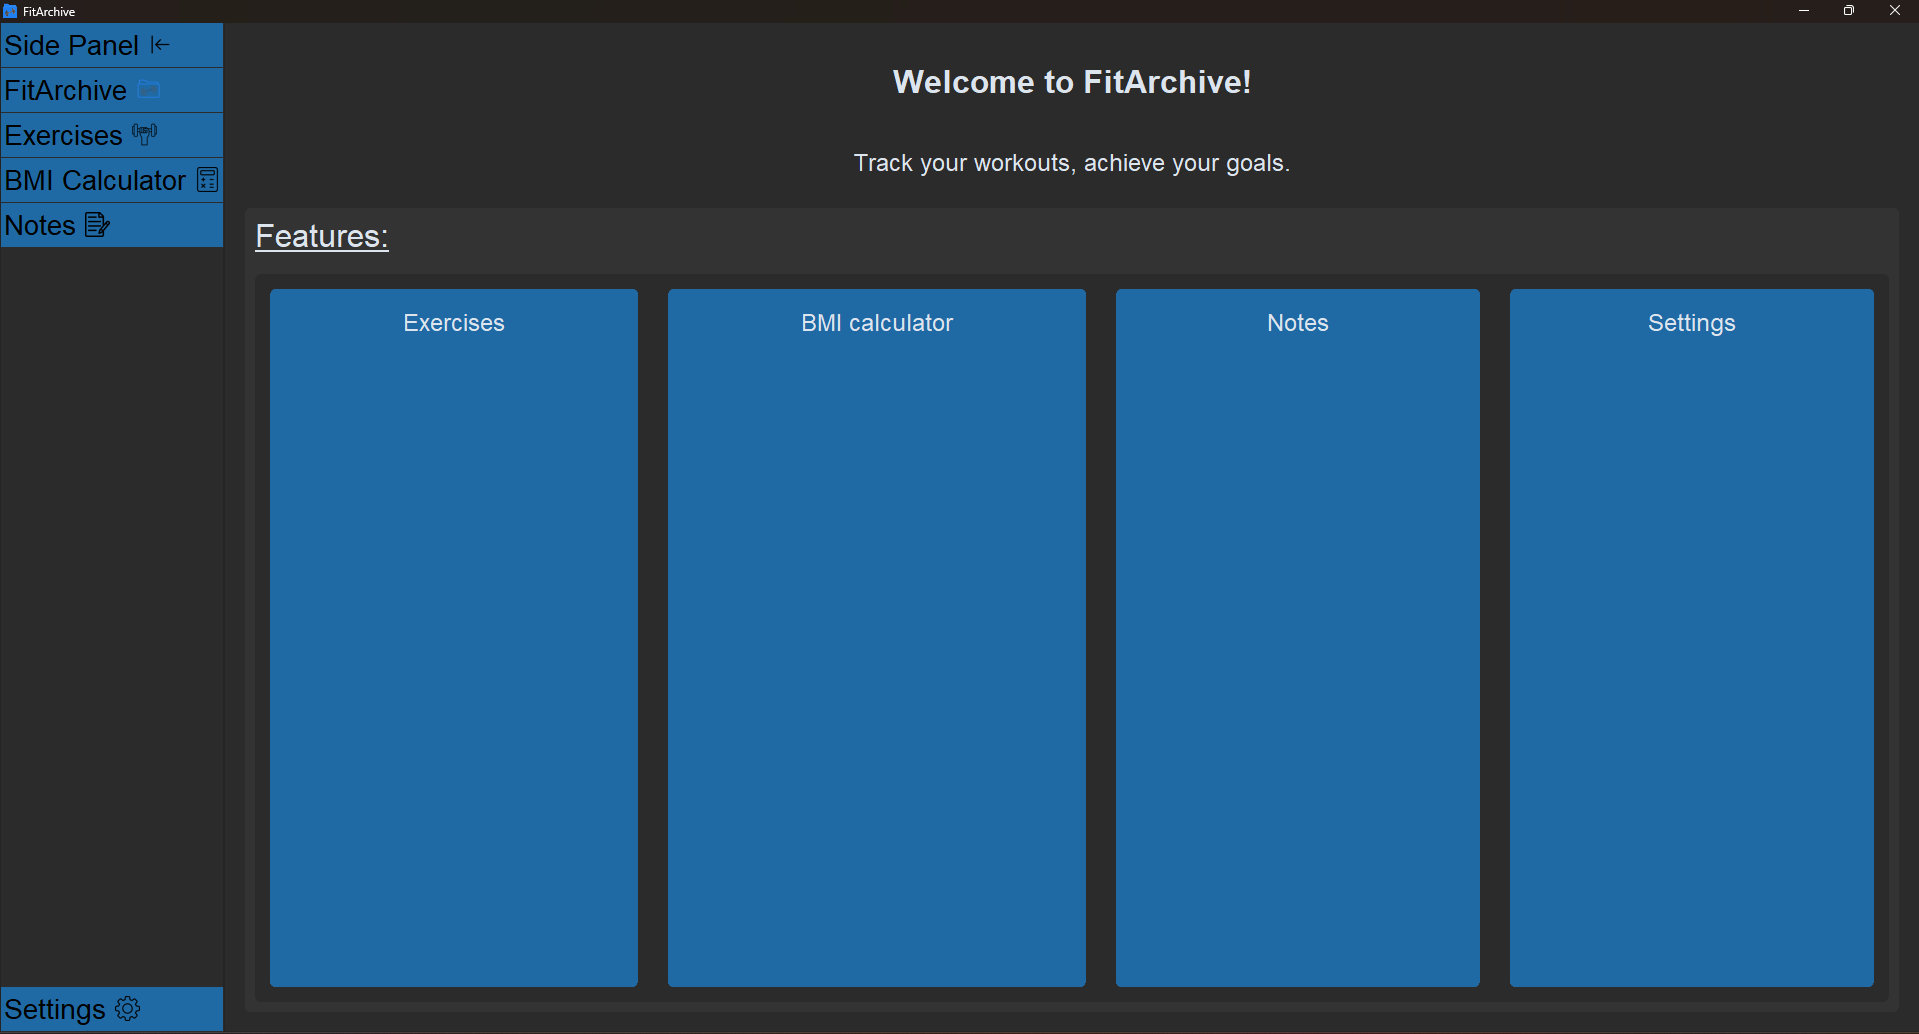 FitArchive
Side Panel
FitArchive
Exercises
BMI Calculator
Notes
Settings
Welcome to FitArchive!
Track your workouts, achieve your goals.
Features:
Exercises
BMI calculator
Notes
Settings